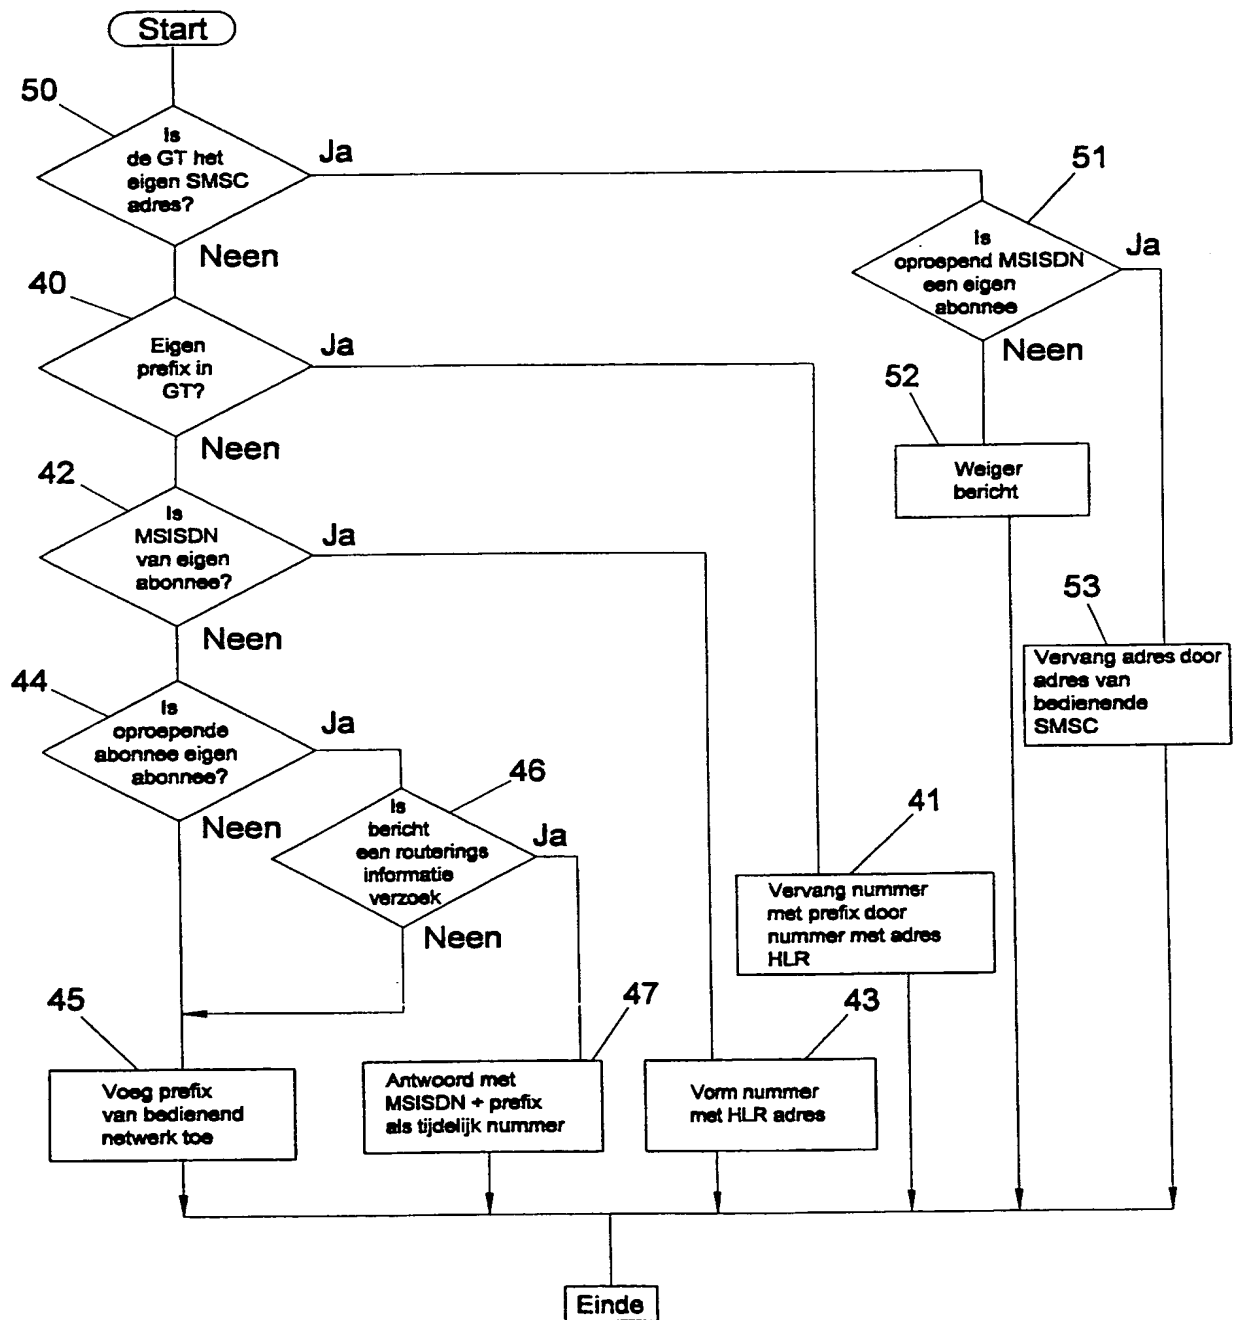 Start
50
Is
de GT het
eigen SMSC
adres?
Ja
Neen
51
Is
oproepend MSISDN
een eigen
abonnee
Ja
Neen
40
Eigen
prefix in
GT?
Ja
Neen
52
Weiger
bericht
42
Is
MSISDN
van eigen
abonnee?
Ja
Neen
53
Vervang adres door
adres van
bedienende
SMSC
44
Is
oproepende
abonnee eigen
abonnee?
Ja
Neen
46
Is
bericht
een routerings
informatie
verzoek
Ja
Neen
41
Vervang nummer
met prefix door
nummer met adres
HLR
45
Voeg prefix
van bedienend
netwerk toe
47
Antwoord met
MSISDN + prefix
als tijdelijk nummer
43
Vorm nummer
met HLR adres
Einde